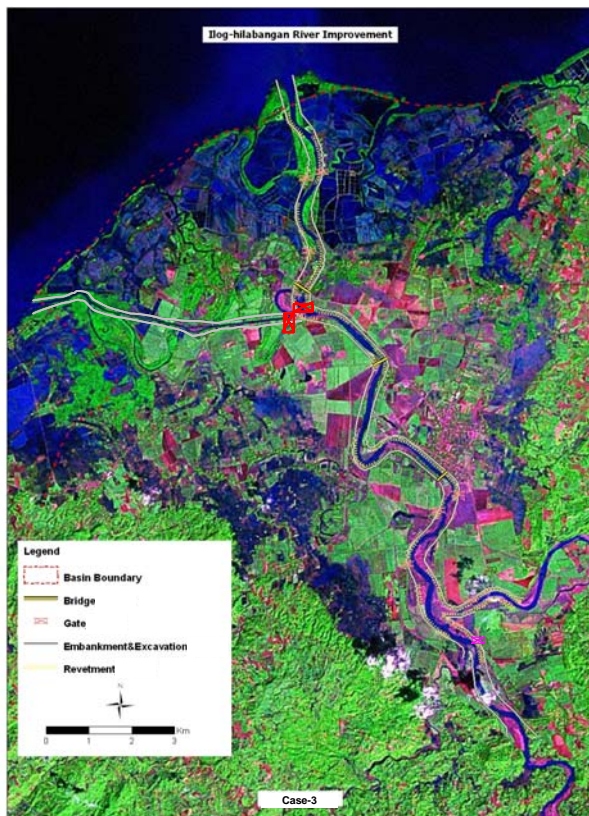 Ilog-hilabangan River Improvement
Legend
Basin Boundary
Bridge
Gate
Embankment&Excavation
Revetment
N
0 1 2 3 Km
Case-3